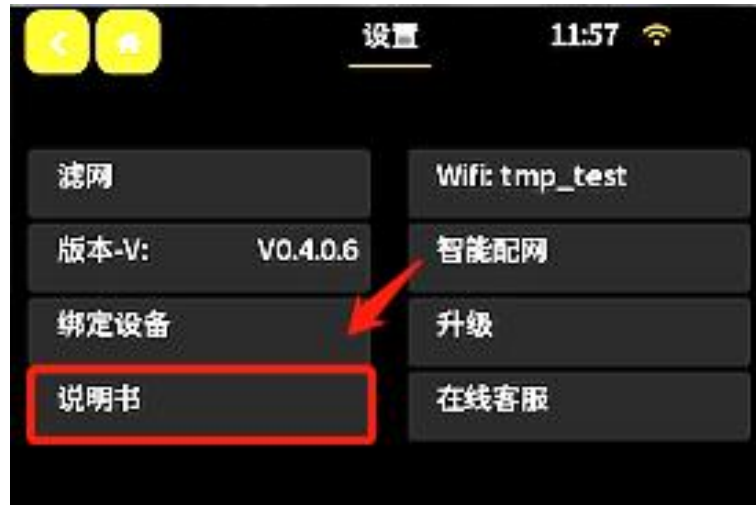 设置 11:57
滤网
Wifi: tmp_test
版本-V: V0.4.0.6
智能配网
绑定设备
升级
说明书
在线客服